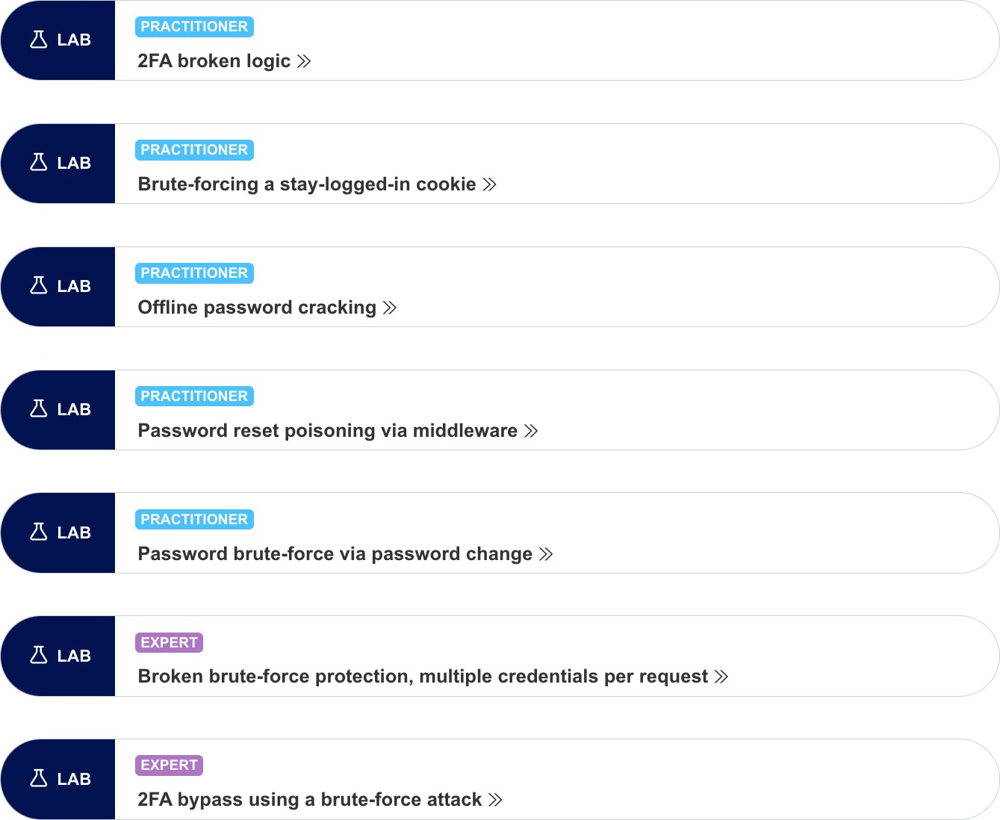 LAB
PRACTITIONER
2FA broken logic
LAB
PRACTITIONER
Brute-forcing a stay-logged-in cookie
LAB
PRACTITIONER
Offline password cracking
LAB
PRACTITIONER
Password reset poisoning via middleware
LAB
PRACTITIONER
Password brute-force via password change
LAB
EXPERT
Broken brute-force protection, multiple credentials per request
LAB
EXPERT
2FA bypass using a brute-force attack